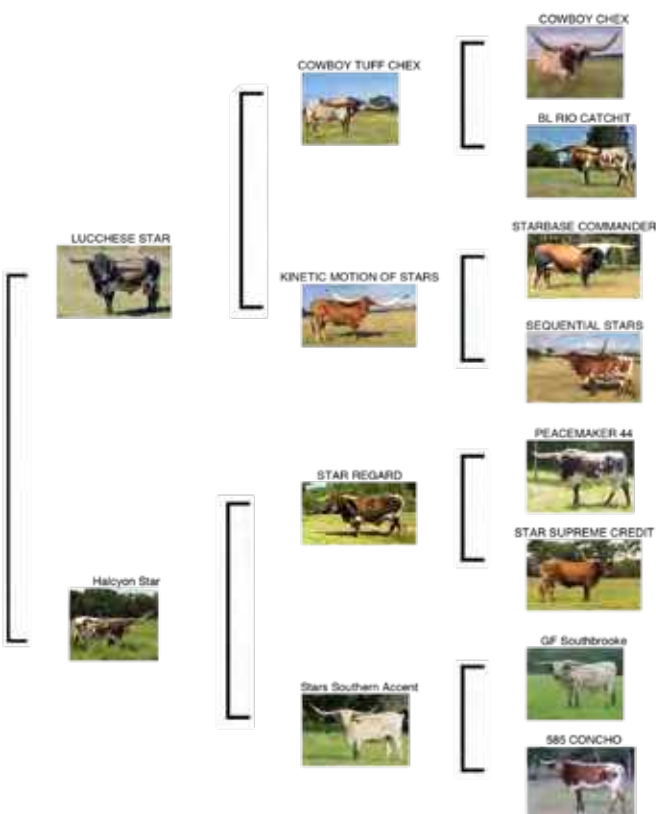 COWBOY CHEX
COWBOY TUFF CHEX
BL RIO CATCHIT
LUCCHESE STAR
STARBASE COMMANDER
KINETIC MOTION OF STARS
SEQUENTIAL STARS
PEACEMAKER 44
STAR REGARD
STAR SUPREME CREDIT
Halcyon Star
GF Southbrooke
Stars Southern Accent
585 CONCHO